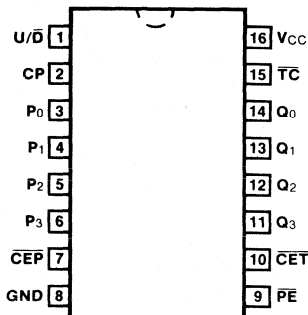 U/D̅ 1 16 VCC
CP 2 15 T̅C̅
P0 3 14 Q0
P1 4 13 Q1
P2 5 12 Q2
P3 6 11 Q3
C̅E̅P̅ 7 10 C̅E̅T̅
GND 8 9 P̅E̅